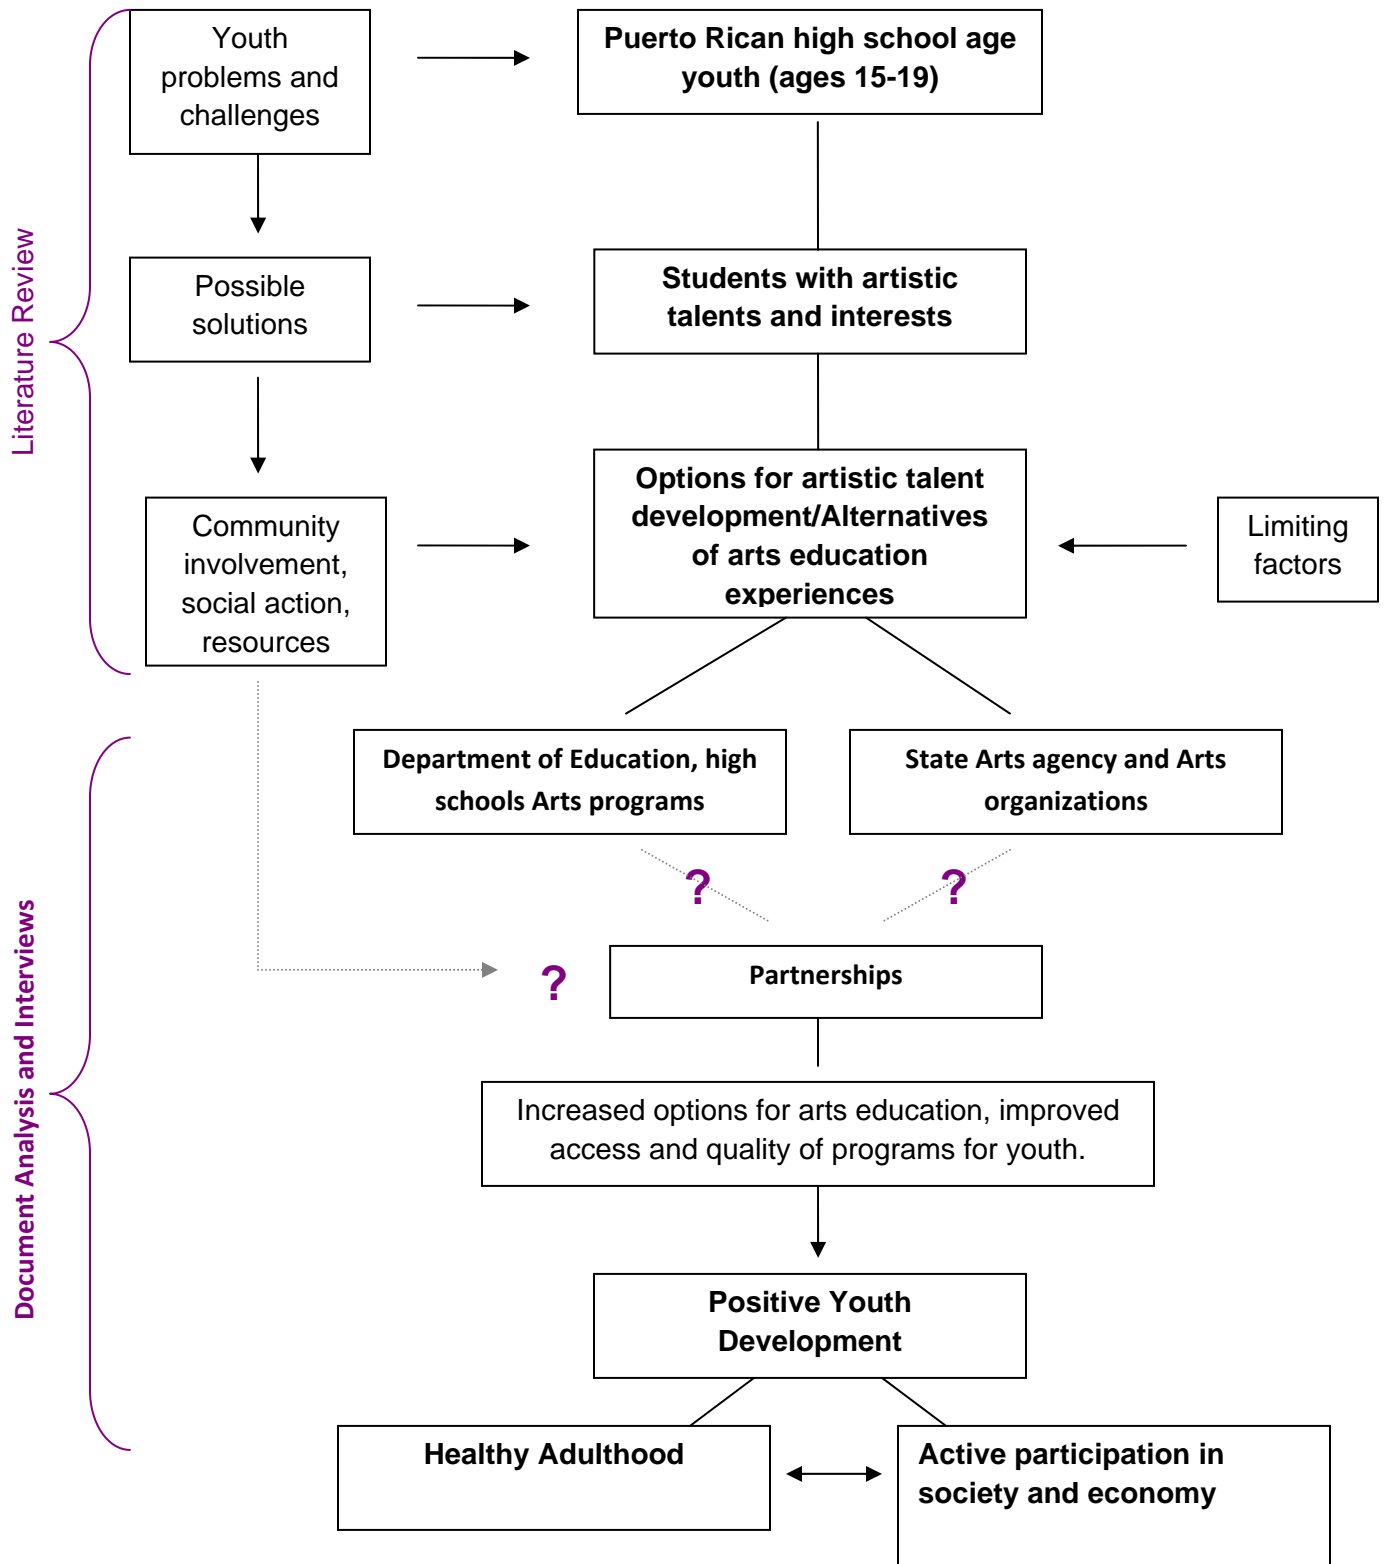 Youth
problems and
challenges
Puerto Rican high school age
youth (ages 15-19)
Literature Review
Possible
solutions
Students with artistic
talents and interests
Community
involvement,
social action,
resources
Options for artistic talent
development/Alternatives
of arts education
experiences
Limiting
factors
Department of Education, high
schools Arts programs
State Arts agency and Arts
organizations
?
?
?
Partnerships
Document Analysis and Interviews
Increased options for arts education, improved
access and quality of programs for youth.
Positive Youth
Development
Healthy Adulthood
Active participation in
society and economy